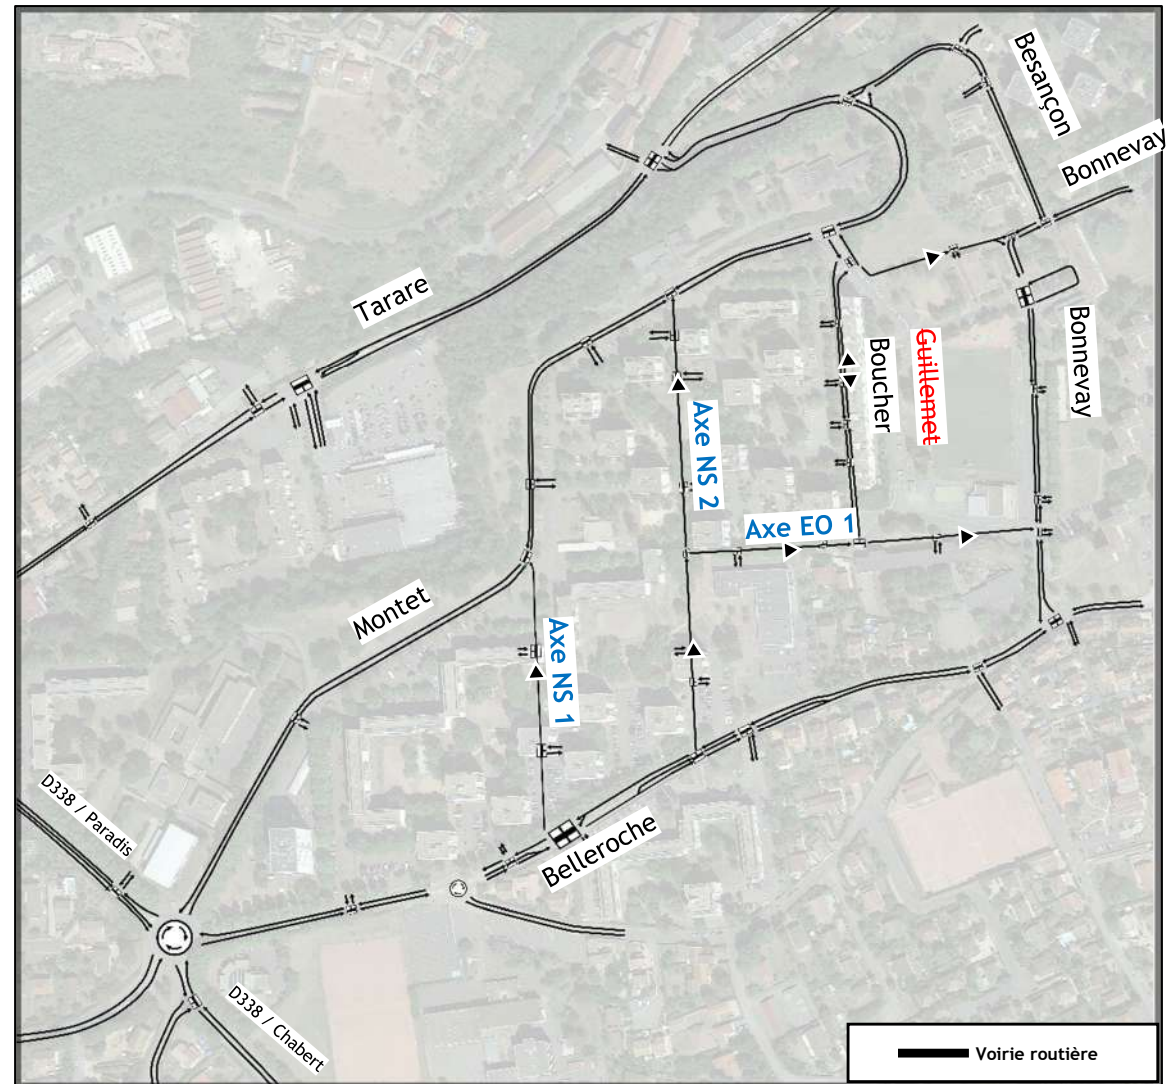 Besançon
Bonnevay
Tarare
Bonnevay
Guillemet
Boucher
Axe NS 2
Axe EO 1
Montet
Axe NS 1
D338 / Paradis
Belleroche
D338 / Chabert
Voirie routière